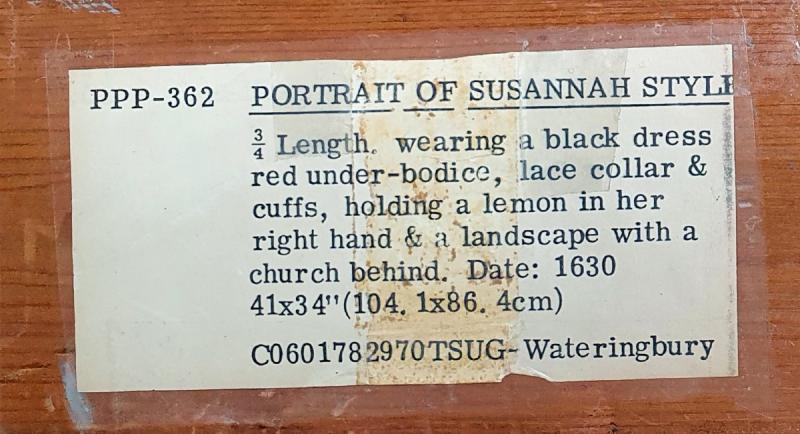 PPP-362 PORTRAIT OF SUSANNAH STYLE
¾ Length. wearing a black dress
red under-bodice, lace collar &
cuffs, holding a lemon in her
right hand & a landscape with a
church behind. Date: 1630
41x34"(104.1x86.4cm)
C0601782970TSUG-Wateringbury